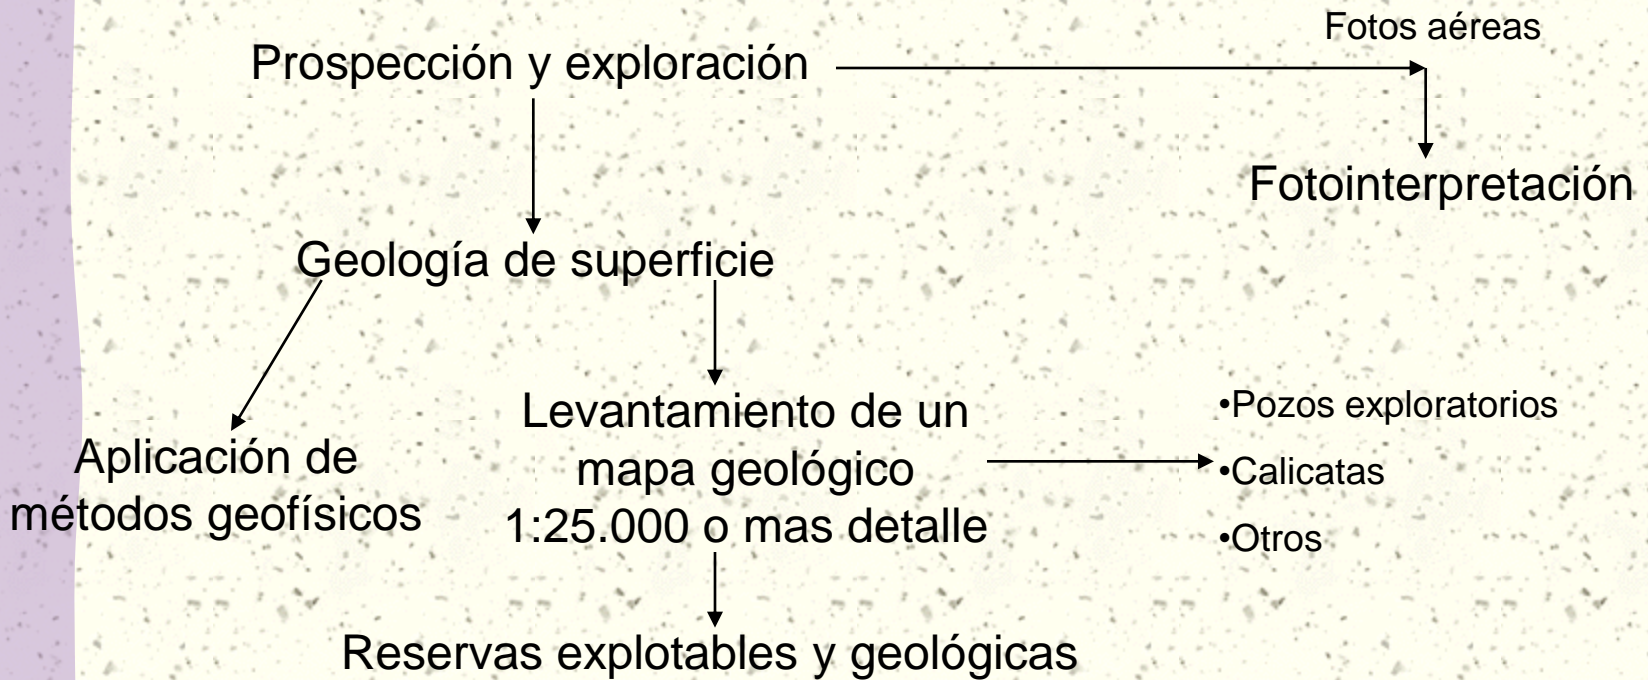 Fotos aéreas
Prospección y exploración
Fotointerpretación
Geología de superficie
Aplicación de
métodos geofísicos
Levantamiento de un
mapa geológico
1:25.000 o mas detalle
•Pozos exploratorios
•Calicatas
•Otros
Reservas explotables y geológicas